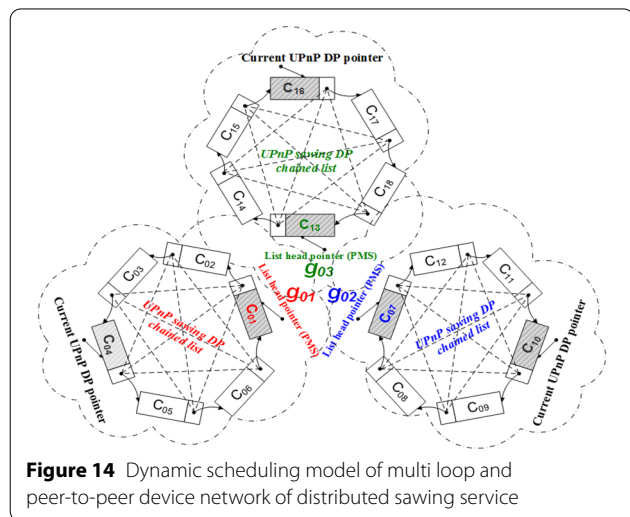 Current UPnP DP pointer
C16
C15
C17
UPnP sawing DP
chained list
C14
C18
C13
List head pointer (PMS)
g03
g01
g02
List head pointer (PMS)
List head pointer (PMS)
C02
C03
C01
UPnP sawing DP
chained list
C04
Current UPnP DP pointer
C05
C06
C12
C11
C07
UPnP sawing DP
chained list
C10
Current UPnP DP pointer
C08
C09
Figure 14 Dynamic scheduling model of multi loop and
peer-to-peer device network of distributed sawing service